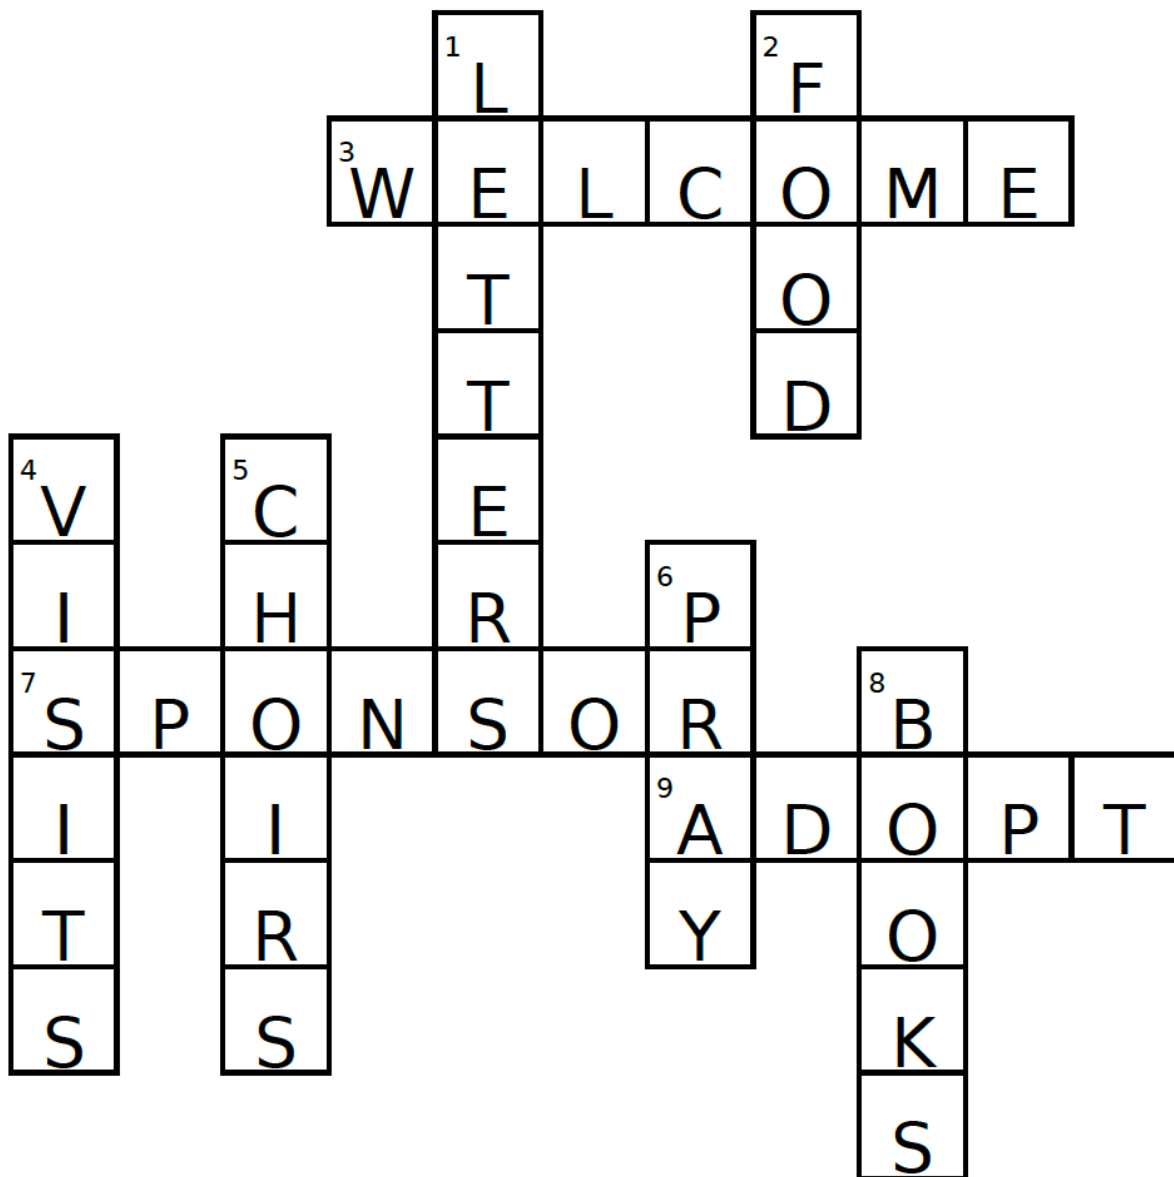 1 L 2 F
3 W E L C O M E
T O
T D
4 V 5 C E
I H R 6 P
7 S P O N S O R 8 B
I I 9 A D O P T
T R Y O
S S K
S